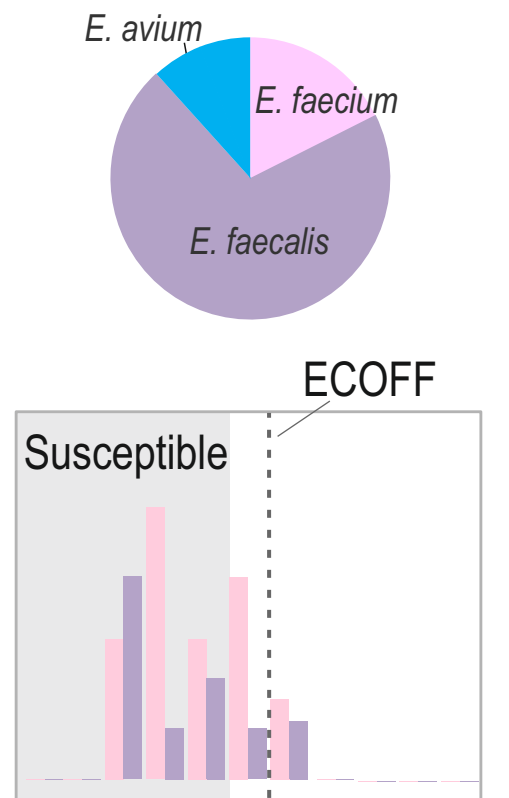 E. avium
E. faecium
E. faecalis
ECOFF
Susceptible